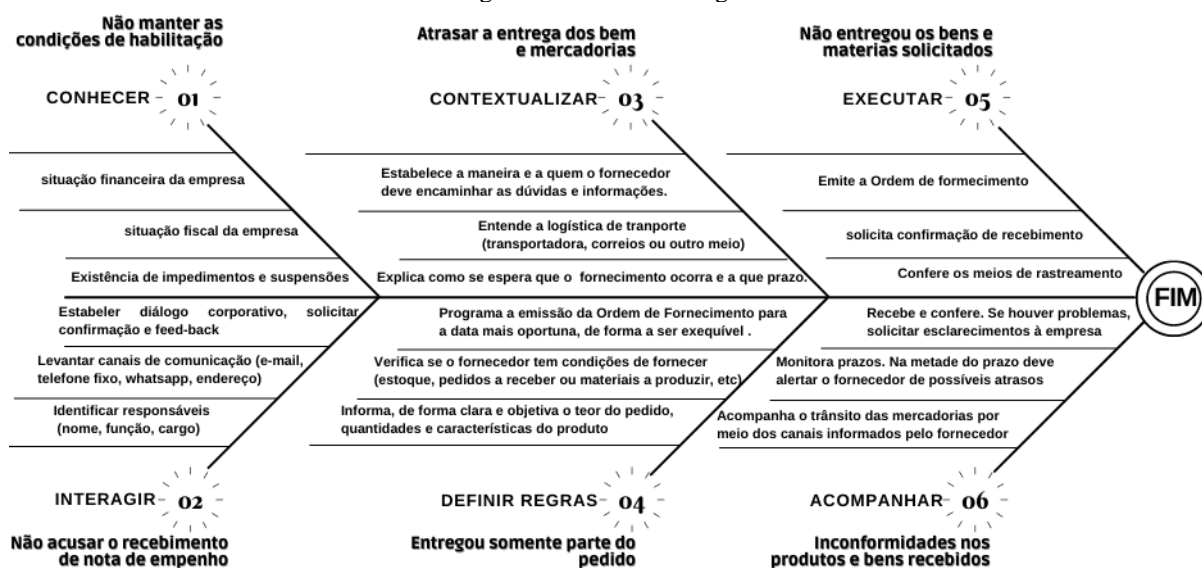 Não manter as
condições de habilitação
CONHECER 01
situação financeira da empresa
situação fiscal da empresa
Existência de impedimentos e suspensões
Estabeler diálogo corporativo, solicitar
confirmação e feed-back
Levantar canais de comunicação (e-mail,
telefone fixo, whatsapp, endereço)
Identificar responsáveis
(nome, função, cargo)
INTERAGIR 02
Não acusar o recebimento
de nota de empenho
Atrasar a entrega dos bem
e mercadorias
CONTEXTUALIZAR 03
Estabelece a maneira e a quem o fornecedor
deve encaminhar as dúvidas e informações.
Entende a logística de tranporte
(transportadora, correios ou outro meio)
Explica como se espera que o fornecimento ocorra e a que prazo.
Programa a emissão da Ordem de Fornecimento para
a data mais oportuna, de forma a ser exequível .
Verifica se o fornecedor tem condições de fornecer
(estoque, pedidos a receber ou materiais a produzir, etc)
Informa, de forma clara e objetiva o teor do pedido,
quantidades e características do produto
DEFINIR REGRAS 04
Entregou somente parte do
pedido
Não entregou os bens e
materias solicitados
EXECUTAR 05
Emite a Ordem de formecimento
solicita confirmação de recebimento
Confere os meios de rastreamento
Recebe e confere. Se houver problemas,
solicitar esclarecimentos à empresa
Monitora prazos. Na metade do prazo deve
alertar o fornecedor de possíveis atrasos
Acompanha o trânsito das mercadorias por
meio dos canais informados pelo fornecedor
ACOMPANHAR 06
Inconformidades nos
produtos e bens recebidos
FIM